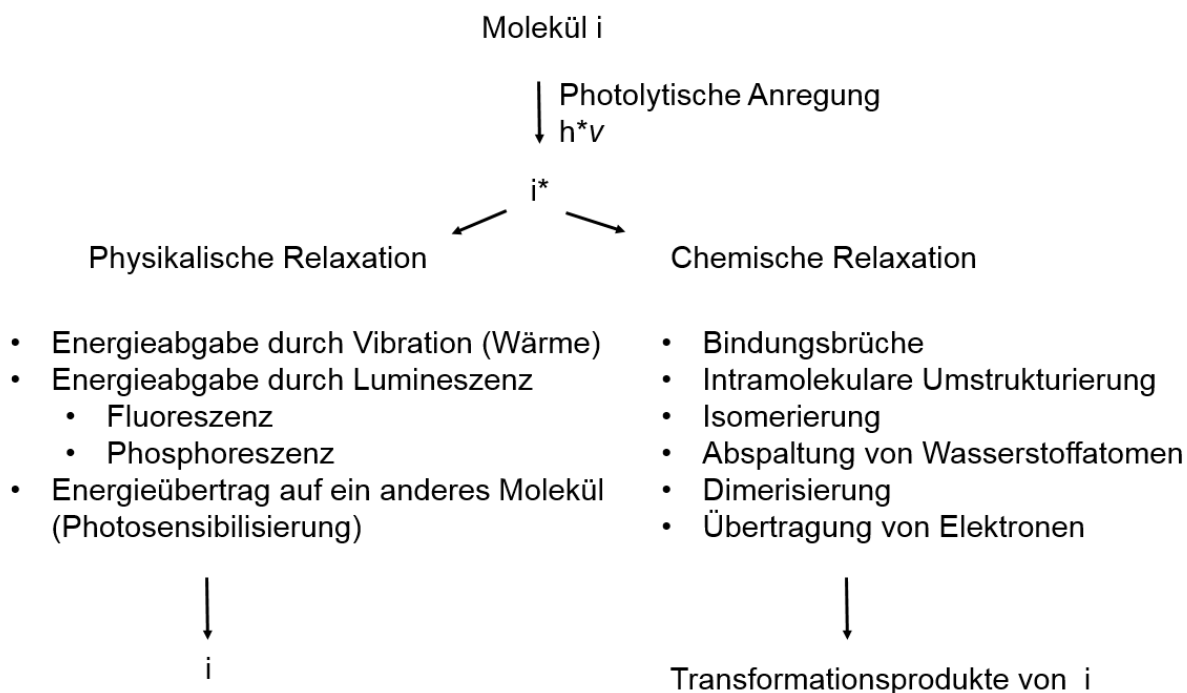 Molekül i
Photolytische Anregung
h*v
i*
Physikalische Relaxation
• Energieabgabe durch Vibration (Wärme)
• Energieabgabe durch Lumineszenz
• Fluoreszenz
• Phosphoreszenz
• Energieübertrag auf ein anderes Molekül
(Photosensibilisierung)
i
Chemische Relaxation
• Bindungsbrüche
• Intramolekulare Umstrukturierung
• Isomerierung
• Abspaltung von Wasserstoffatomen
• Dimerisierung
• Übertragung von Elektronen
Transformationsprodukte von i